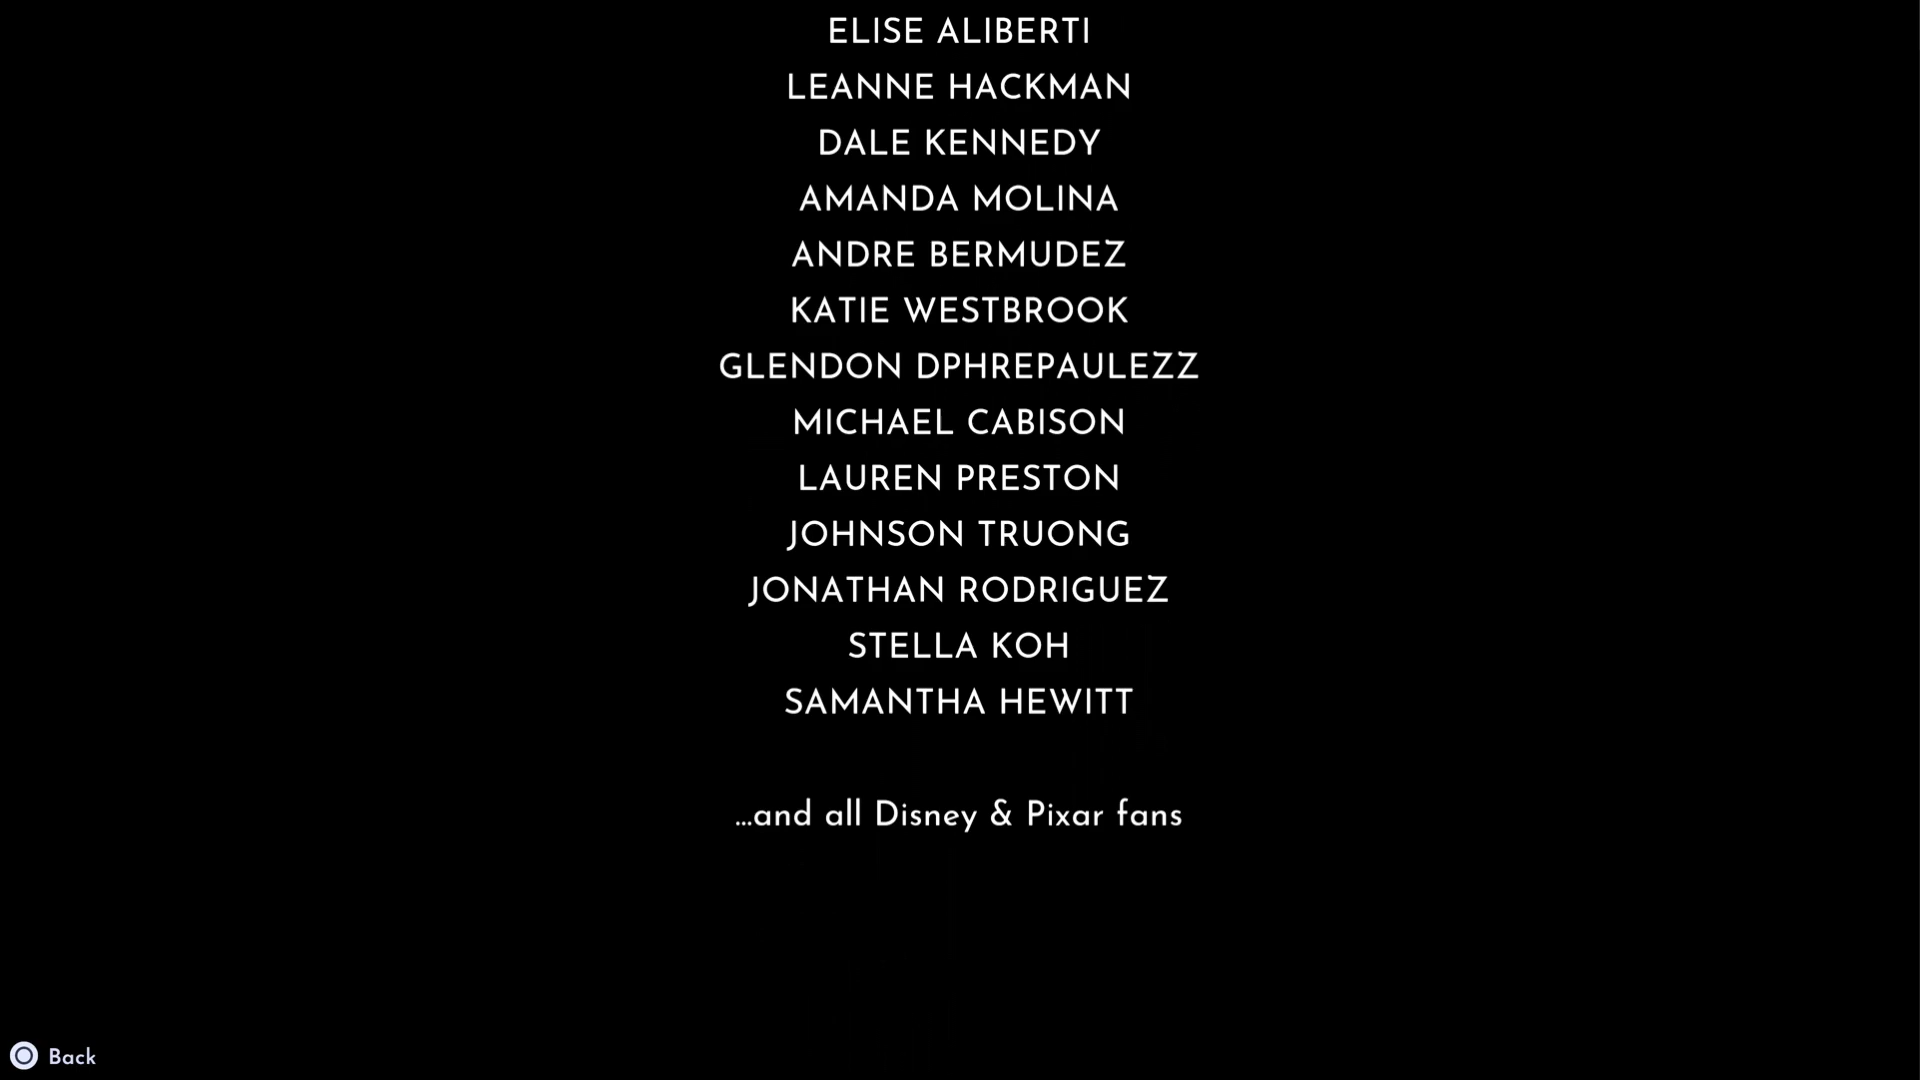 ELISE ALIBERTI
LEANNE HACKMAN
DALE KENNEDY
AMANDA MOLINA
ANDRE BERMUDEZ
KATIE WESTBROOK
GLENDON DPHREPAULEZZ
MICHAEL CABISON
LAUREN PRESTON
JOHNSON TRUONG
JONATHAN RODRIGUEZ
STELLA KOH
SAMANTHA HEWITT
...and all Disney & Pixar fans
Back